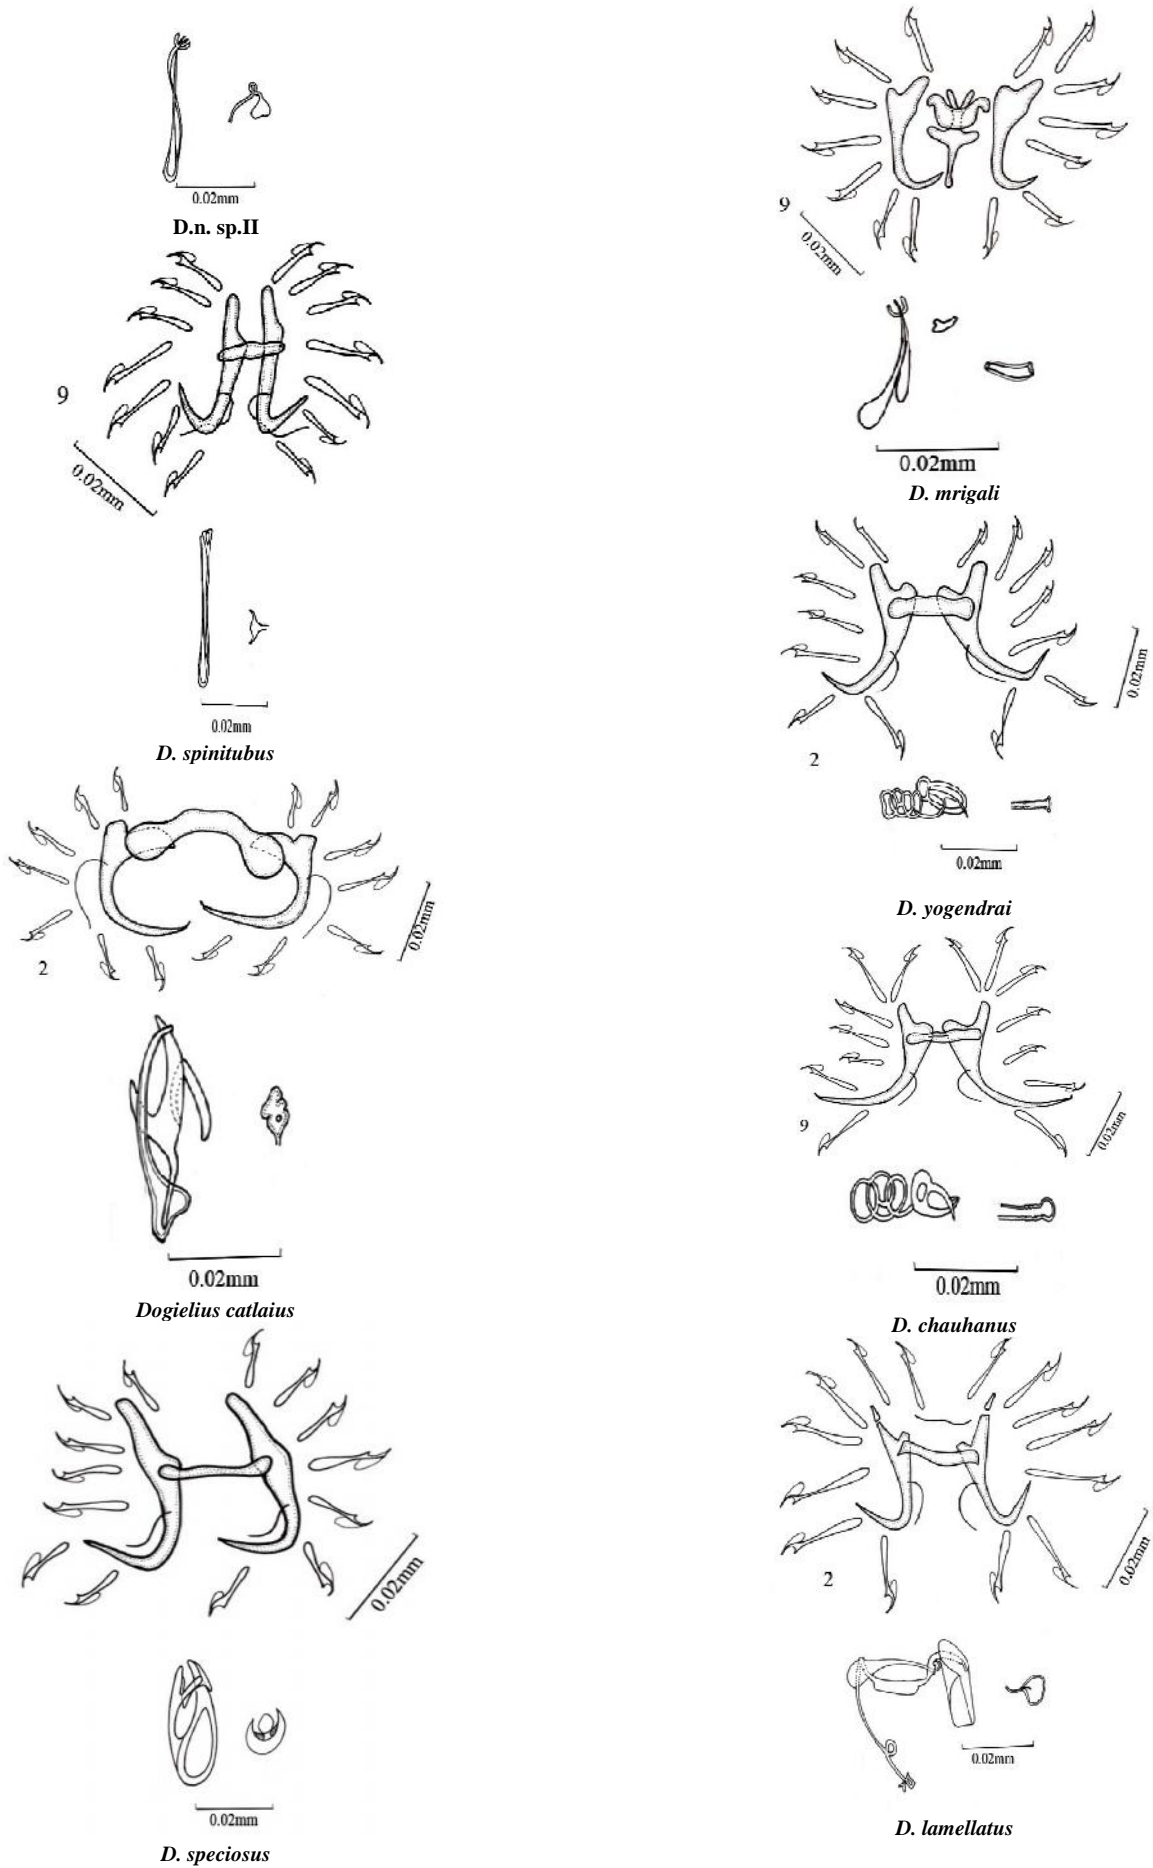 0.02mm
D.n. sp.II
9
0.02mm
0.02mm
D. spinitubus
2
0.02mm
0.02mm
Dogielius catlaius
0.02mm
0.02mm
D. speciosus
9
0.02mm
0.02mm
D. mrigali
2
0.02mm
0.02mm
D. yogendrai
9
0.02mm
0.02mm
D. chauhanus
2
0.02mm
0.02mm
D. lamellatus